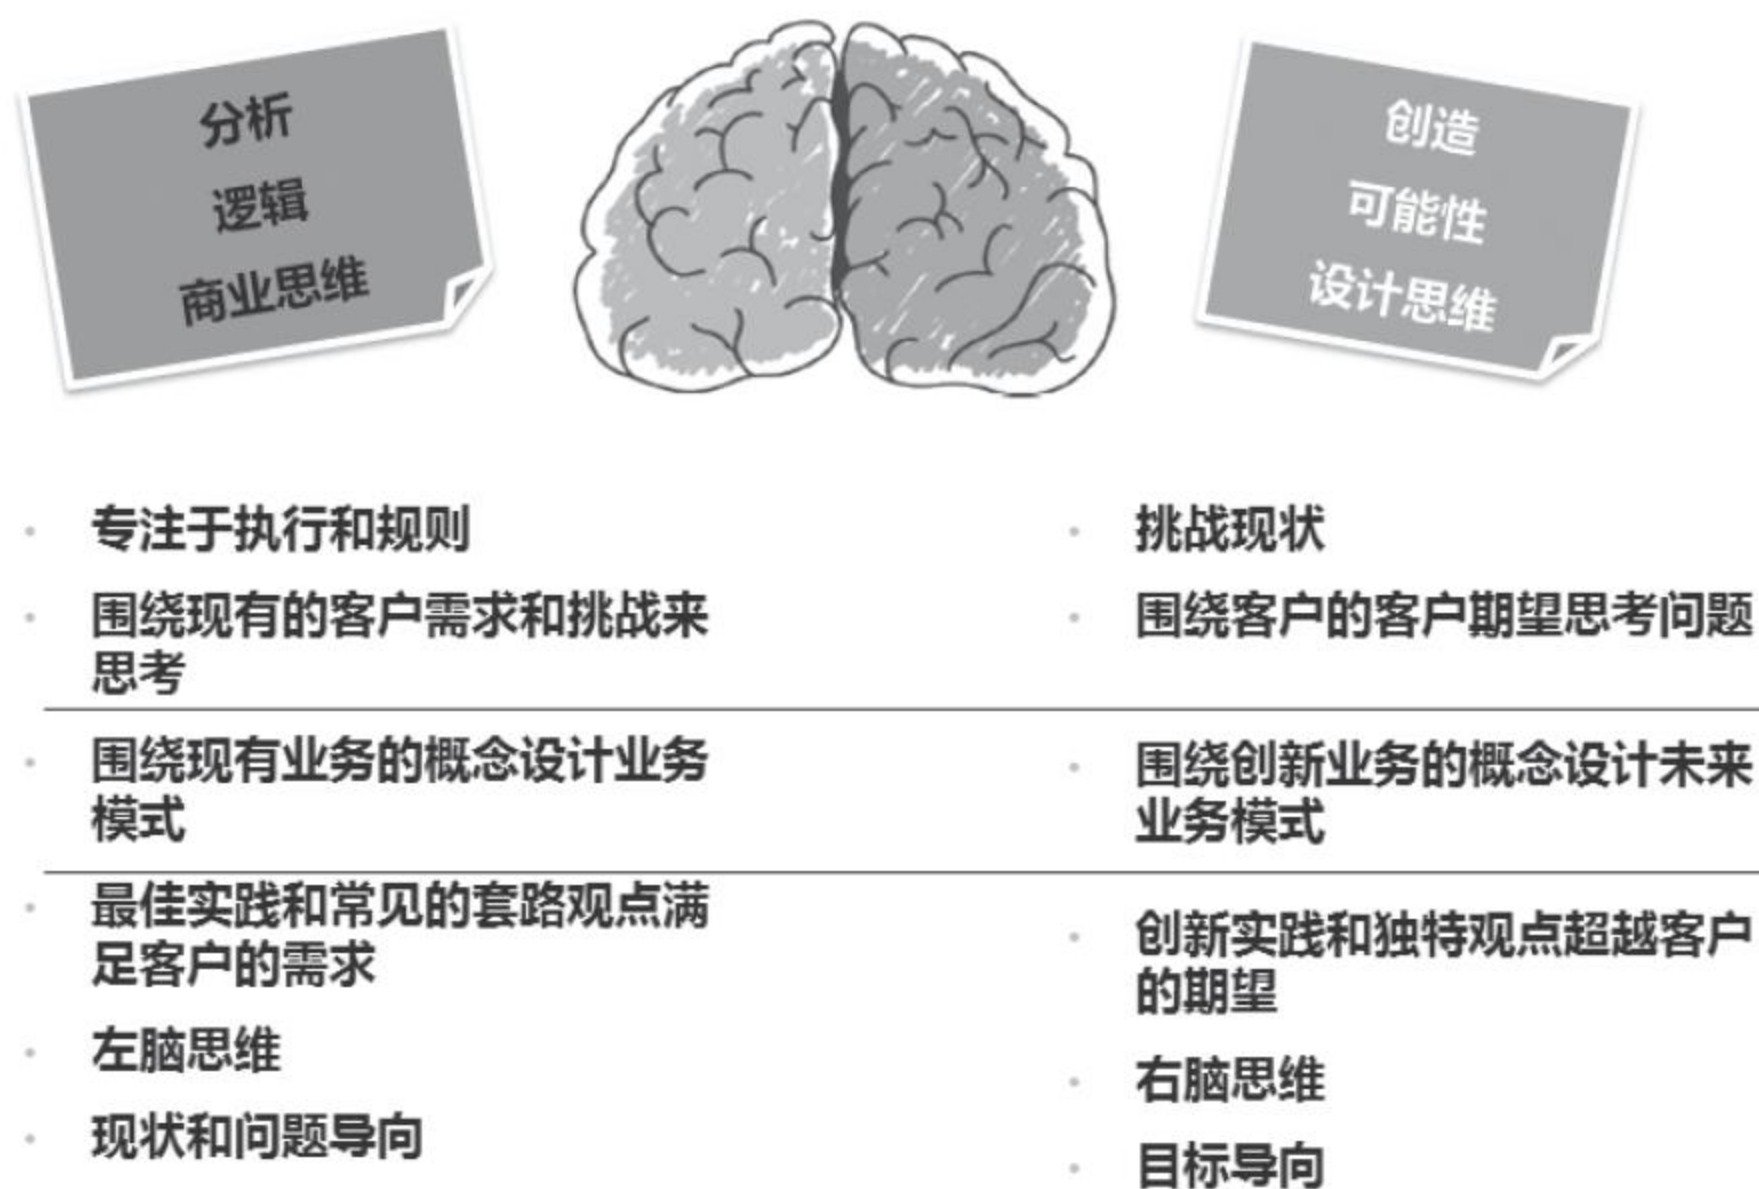 分析
逻辑
商业思维
创造
可能性
设计思维
专注于执行和规则
围绕现有的客户需求和挑战来
思考
围绕现有业务的概念设计业务
模式
最佳实践和常见的套路观点满
足客户的需求
左脑思维
现状和问题导向
挑战现状
围绕客户的客户期望思考问题
围绕创新业务的概念设计未来
业务模式
创新实践和独特观点超越客户
的期望
右脑思维
目标导向